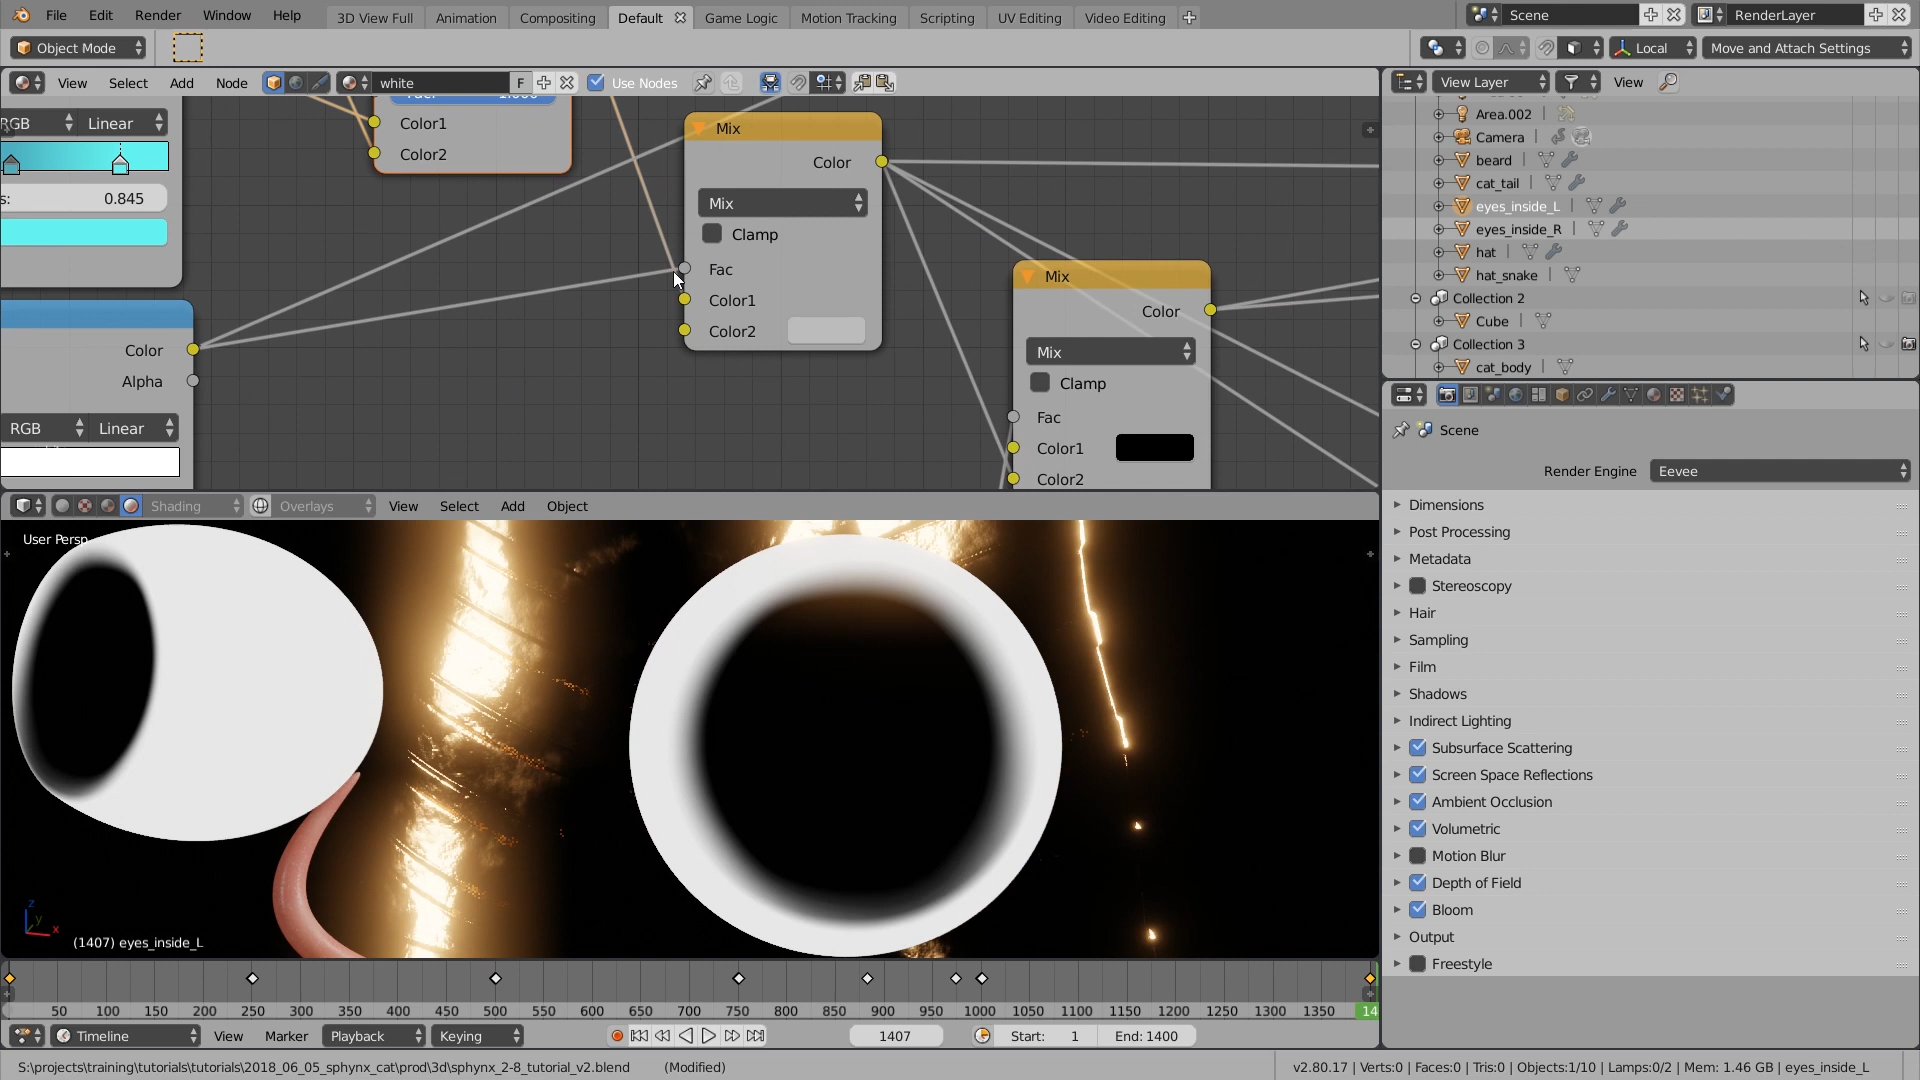 File Edit Render Window Help 3D View Full Animation Compositing Default Game Logic Motion Tracking Scripting UV Editing Video Editing Scene RenderLayer
Object Mode Local Move and Attach Settings
View Select Add Node white F Use Nodes View Layer View
RGB Linear
s: 0.845
Color
Alpha
RGB Linear
Color1
Color2
Mix
Color
Mix
Clamp
Fac
Color1
Color2
Mix
Color
Mix
Clamp
Fac
Color1
Color2
Area.002
Camera
beard
cat_tail
eyes_inside_L
eyes_inside_R
hat
hat_snake
Collection 2
Cube
Collection 3
cat_body
Scene
Render Engine Eevee
Dimensions
Post Processing
Metadata
Stereoscopy
Hair
Sampling
Film
Shadows
Indirect Lighting
Subsurface Scattering
Screen Space Reflections
Ambient Occlusion
Volumetric
Motion Blur
Depth of Field
Bloom
Output
Freestyle
Shading Overlays View Select Add Object
User Persp
z
y
x
(1407) eyes_inside_L
50 100 150 200 250 300 350 400 450 500 550 600 650 700 750 800 850 900 950 1000 1050 1100 1150 1200 1250 1300 1350 14
Timeline View Marker Playback Keying 1407 Start: 1 End: 1400
S:\projects\training\tutorials\tutorials\2018_06_05_sphynx_cat\prod\3d\sphynx_2-8_tutorial_v2.blend (Modified) v2.80.17 | Verts:0 | Faces:0 | Tris:0 | Objects:1/10 | Lamps:0/2 | Mem: 1.46 GB | eyes_inside_L